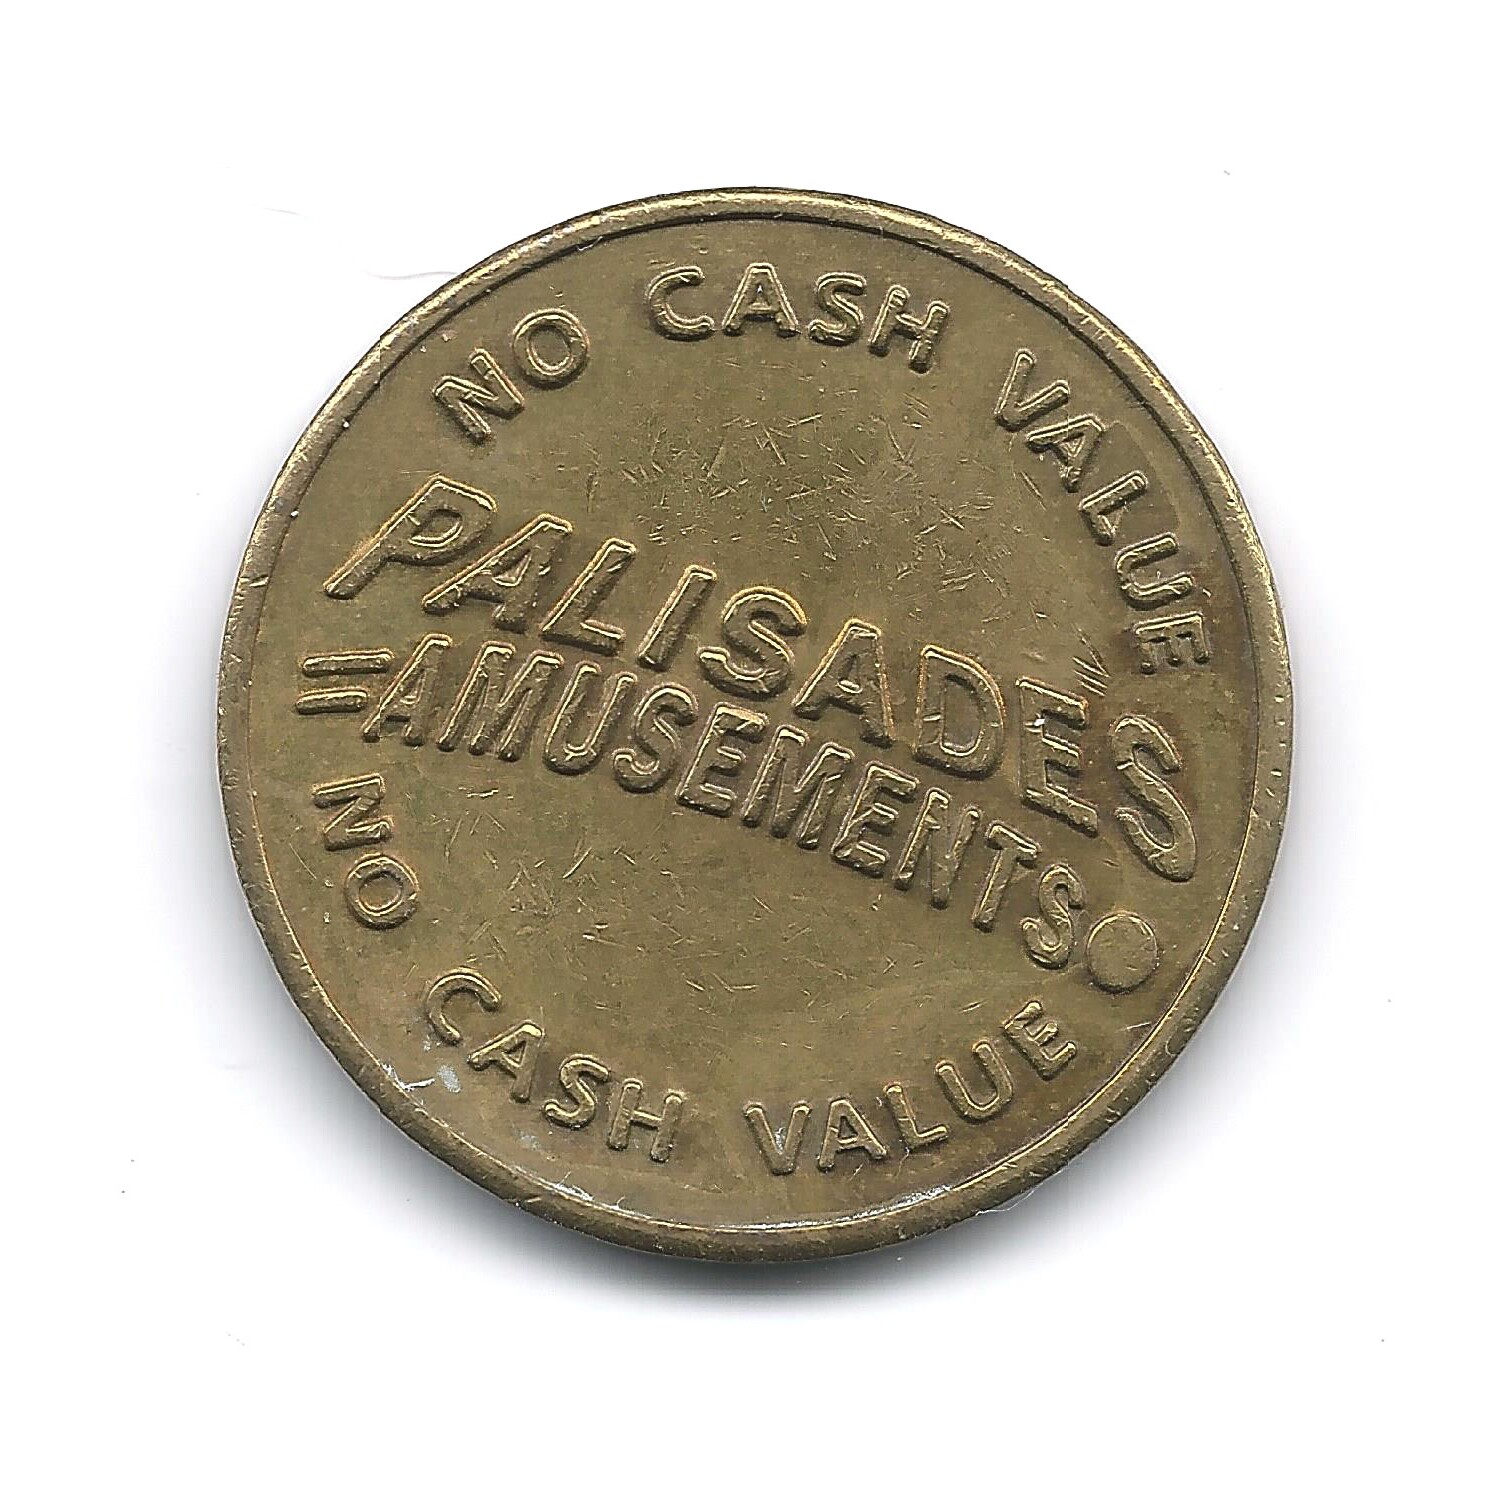 NO CASH VALUE
PALISADES
=AMUSEMENTS
NO CASH VALUE